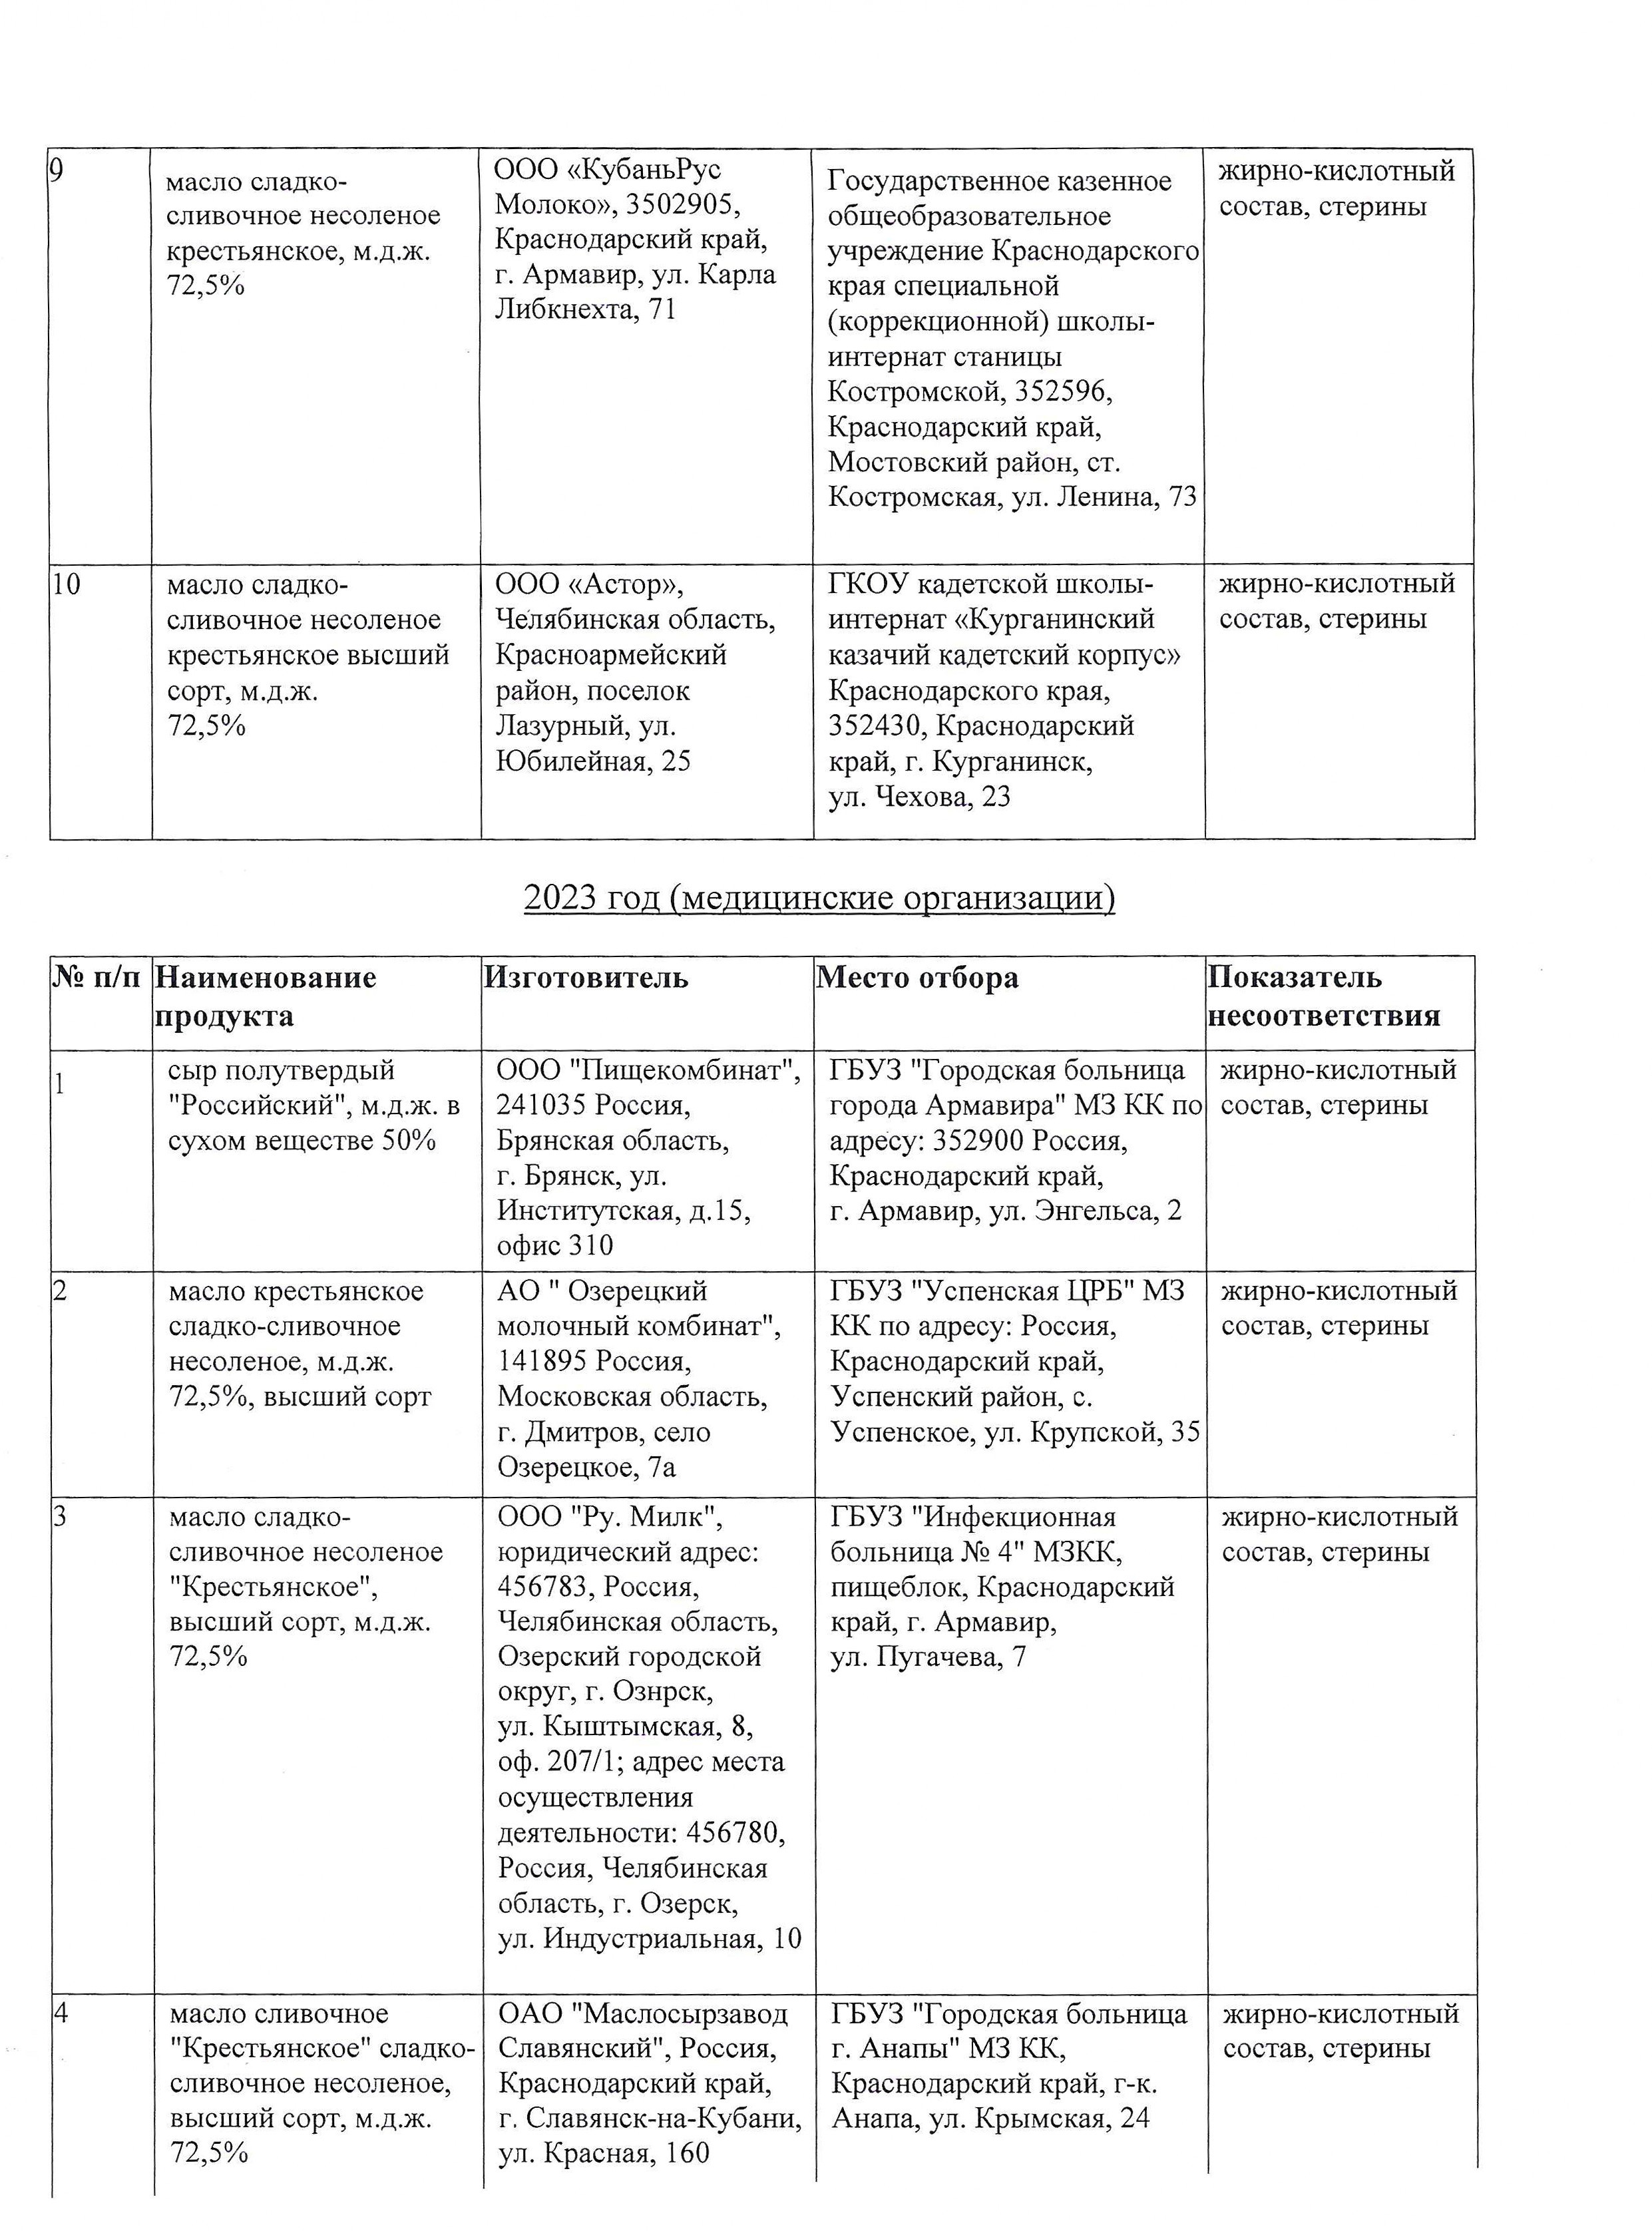 9
масло сладко-
сливочное несоленое
крестьянское, м.д.ж.
72,5%
ООО «КубаньРус
Молоко», 3502905,
Краснодарский край,
г. Армавир, ул. Карла
Либкнехта, 71
Государственное казенное
общеобразовательное
учреждение Краснодарского
края специальной
(коррекционной) школы-
интернат станицы
Костромской, 352596,
Краснодарский край,
Мостовский район, ст.
Костромская, ул. Ленина, 73
жирно-кислотный
состав, стерины
10
масло сладко-
сливочное несоленое
крестьянское высший
сорт, м.д.ж.
72,5%
ООО «Астор»,
Челябинская область,
Красноармейский
район, поселок
Лазурный, ул.
Юбилейная, 25
ГКОУ кадетской школы-
интернат «Курганинский
казачий кадетский корпус»
Краснодарского края,
352430, Краснодарский
край, г. Курганинск,
ул. Чехова, 23
жирно-кислотный
состав, стерины
2023 год (медицинские организации)
№ п/п
Наименование
продукта
Изготовитель
Место отбора
Показатель
несоответствия
1
сыр полутвердый
"Российский", м.д.ж. в
сухом веществе 50%
ООО "Пищекомбинат",
241035 Россия,
Брянская область,
г. Брянск, ул.
Институтская, д.15,
офис 310
ГБУЗ "Городская больница
города Армавира" МЗ КК по
адресу: 352900 Россия,
Краснодарский край,
г. Армавир, ул. Энгельса, 2
жирно-кислотный
состав, стерины
2
масло крестьянское
сладко-сливочное
несоленое, м.д.ж.
72,5%, высший сорт
АО " Озерецкий
молочный комбинат",
141895 Россия,
Московская область,
г. Дмитров, село
Озерецкое, 7а
ГБУЗ "Успенская ЦРБ" МЗ
КК по адресу: Россия,
Краснодарский край,
Успенский район, с.
Успенское, ул. Крупской, 35
жирно-кислотный
состав, стерины
3
масло сладко-
сливочное несоленое
"Крестьянское",
высший сорт, м.д.ж.
72,5%
ООО "Ру. Милк",
юридический адрес:
456783, Россия,
Челябинская область,
Озерский городской
округ, г. Ознрск,
ул. Кыштымская, 8,
оф. 207/1; адрес места
осуществления
деятельности: 456780,
Россия, Челябинская
область, г. Озерск,
ул. Индустриальная, 10
ГБУЗ "Инфекционная
больница № 4" МЗКК,
пищеблок, Краснодарский
край, г. Армавир,
ул. Пугачева, 7
жирно-кислотный
состав, стерины
4
масло сливочное
"Крестьянское" сладко-
сливочное несоленое,
высший сорт, м.д.ж.
72,5%
ОАО "Маслосырзавод
Славянский", Россия,
Краснодарский край,
г. Славянск-на-Кубани,
ул. Красная, 160
ГБУЗ "Городская больница
г. Анапы" МЗ КК,
Краснодарский край, г-к.
Анапа, ул. Крымская, 24
жирно-кислотный
состав, стерины